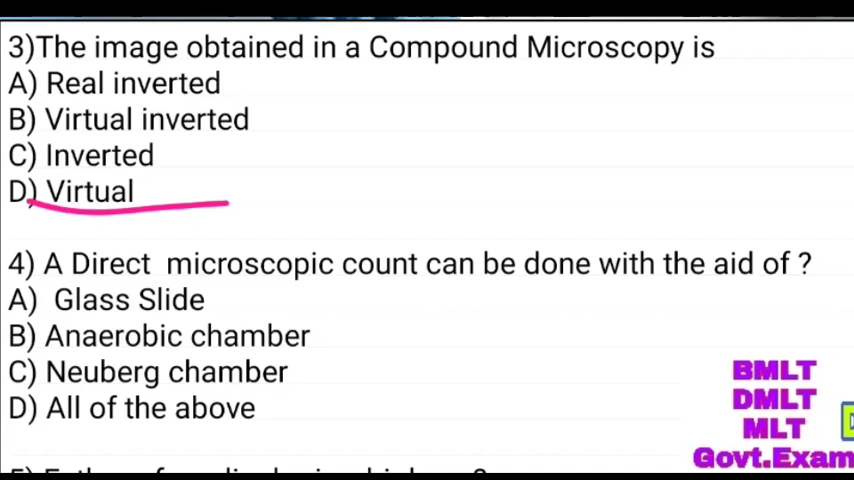 3)The image obtained in a Compound Microscopy is
A) Real inverted
B) Virtual inverted
C) Inverted
D) Virtual
4) A Direct microscopic count can be done with the aid of ?
A) Glass Slide
B) Anaerobic chamber
C) Neuberg chamber
D) All of the above
BMLT
DMLT
MLT
Govt.Exam